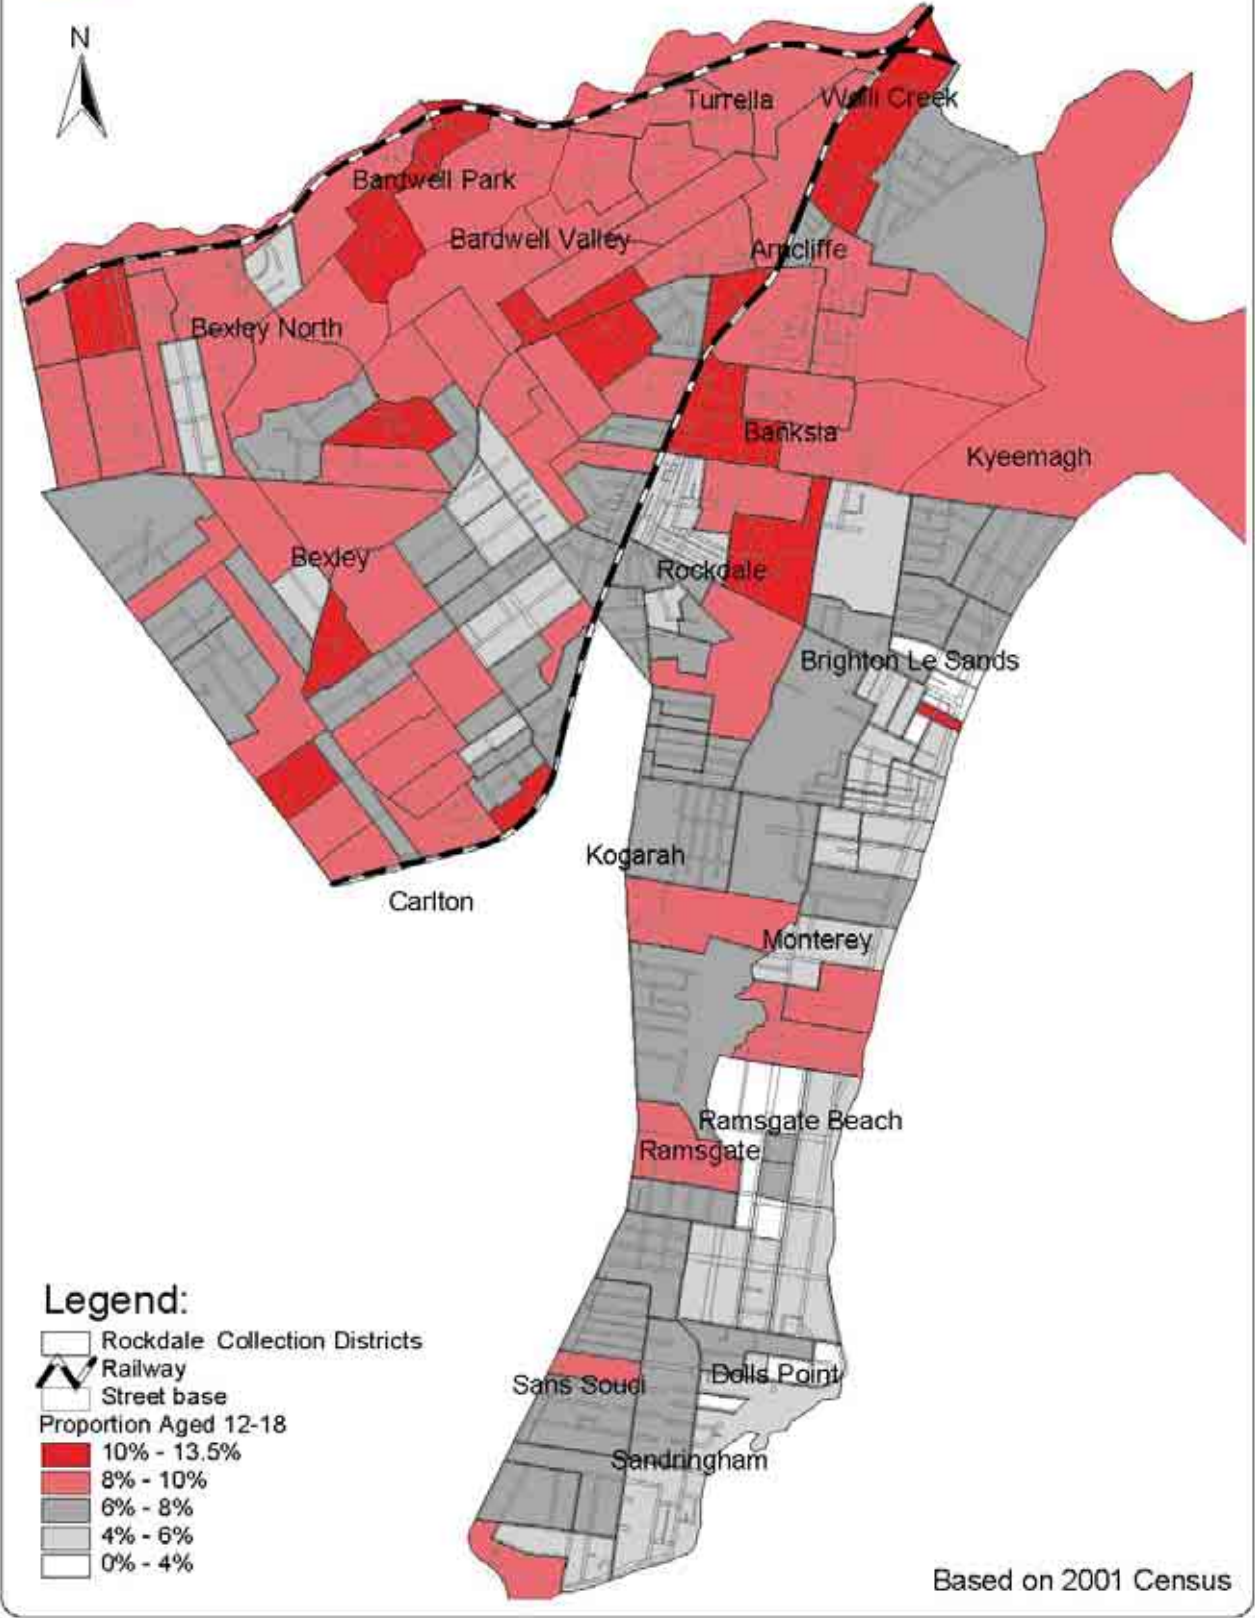 N
Turrella
Wolli Creek
Bardwell Park
Bardwell Valley
Arncliffe
Bexley North
Banksia
Kyeemagh
Bexley
Rockdale
Brighton Le Sands
Kogarah
Carlton
Monterey
Ramsgate Beach
Ramsgate
Legend:
Rockdale Collection Districts
Railway
Street base
Proportion Aged 12-18
10% - 13.5%
8% - 10%
6% - 8%
4% - 6%
0% - 4%
Dolls Point
Sans Souci
Sandringham
Based on 2001 Census